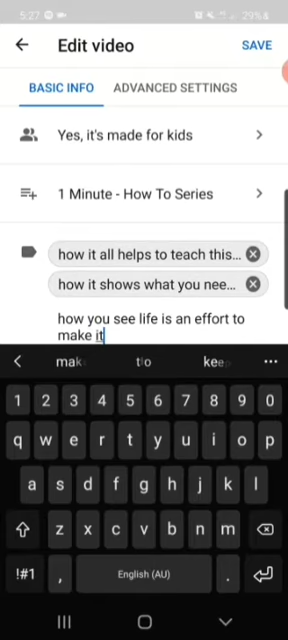 5:27
29%
Edit video
SAVE
BASIC INFO
ADVANCED SETTINGS
Yes, it's made for kids
1 Minute - How To Series
how it all helps to teach this...
how it shows what you nee...
how you see life is an effort to
make it
1 2 3 4 5 6 7 8 9 0
q w e r t y u i o p
a s d f g h j k l
z x c v b n m
!#1 , English (AU) .